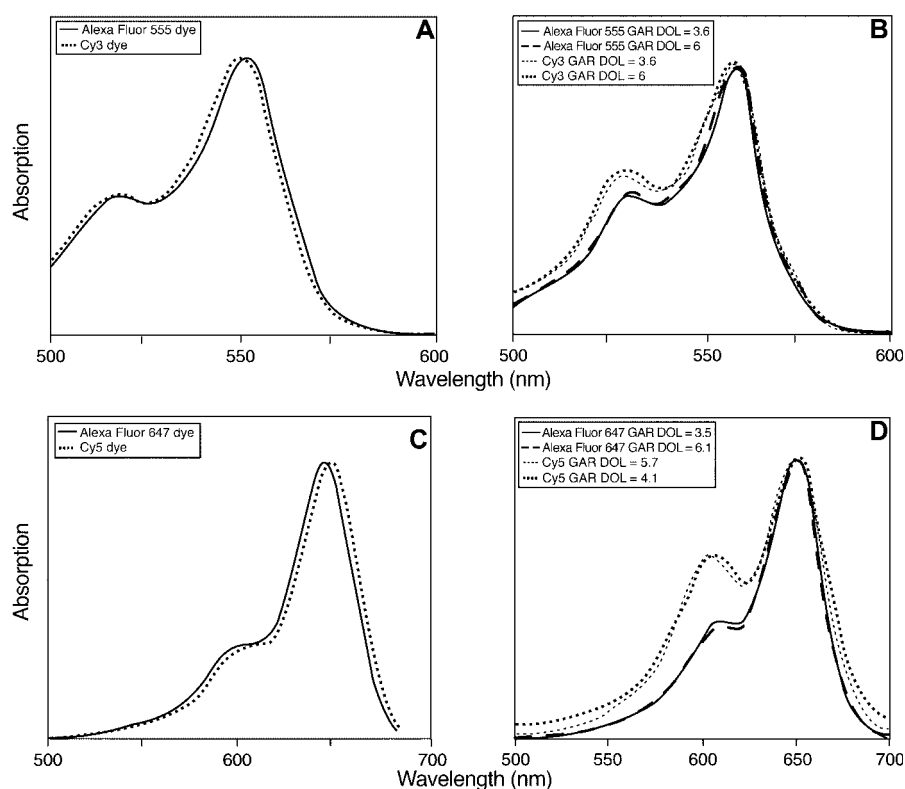 A
Alexa Fluor 555 dye
Cy3 dye
Absorption
500
550
600
B
Alexa Fluor 555 GAR DOL = 3.6
Alexa Fluor 555 GAR DOL = 6
Cy3 GAR DOL = 3.6
Cy3 GAR DOL = 6
500
550
600
Wavelength (nm)
C
Alexa Fluor 647 dye
Cy5 dye
Absorption
500
600
700
D
Alexa Fluor 647 GAR DOL = 3.5
Alexa Fluor 647 GAR DOL = 6.1
Cy5 GAR DOL = 5.7
Cy5 GAR DOL = 4.1
500
550
600
650
700
Wavelength (nm)